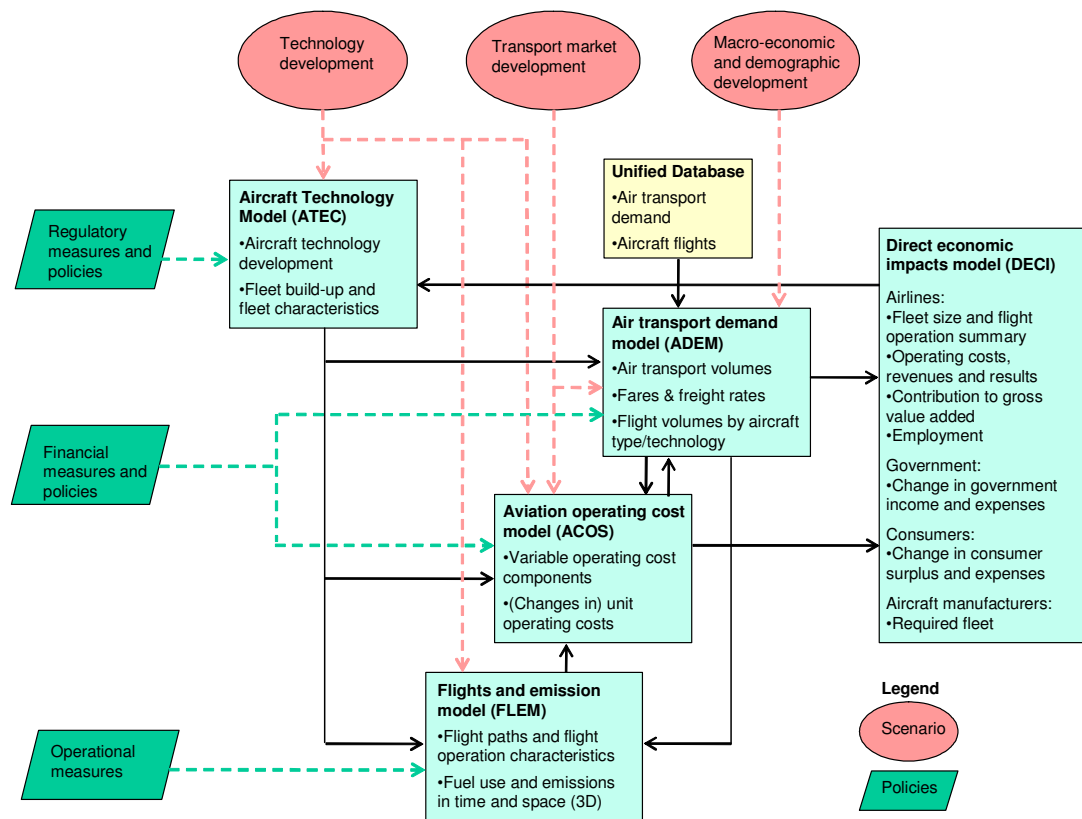 Technology
development
Transport market
development
Macro-economic
and demographic
development
Unified Database
•Air transport
demand
•Aircraft flights
Aircraft Technology
Model (ATEC)
•Aircraft technology
development
•Fleet build-up and
fleet characteristics
Regulatory
measures and
policies
Direct economic
impacts model (DECI)
Airlines:
•Fleet size and flight
operation summary
•Operating costs,
revenues and results
•Contribution to gross
value added
•Employment
Government:
•Change in government
income and expenses
Consumers:
•Change in consumer
surplus and expenses
Aircraft manufacturers:
•Required fleet
Air transport demand
model (ADEM)
•Air transport volumes
•Fares & freight rates
•Flight volumes by aircraft
type/technology
Financial
measures and
policies
Aviation operating cost
model (ACOS)
•Variable operating cost
components
•(Changes in) unit
operating costs
Flights and emission
model (FLEM)
•Flight paths and flight
operation characteristics
•Fuel use and emissions
in time and space (3D)
Operational
measures
Legend
Scenario
Policies